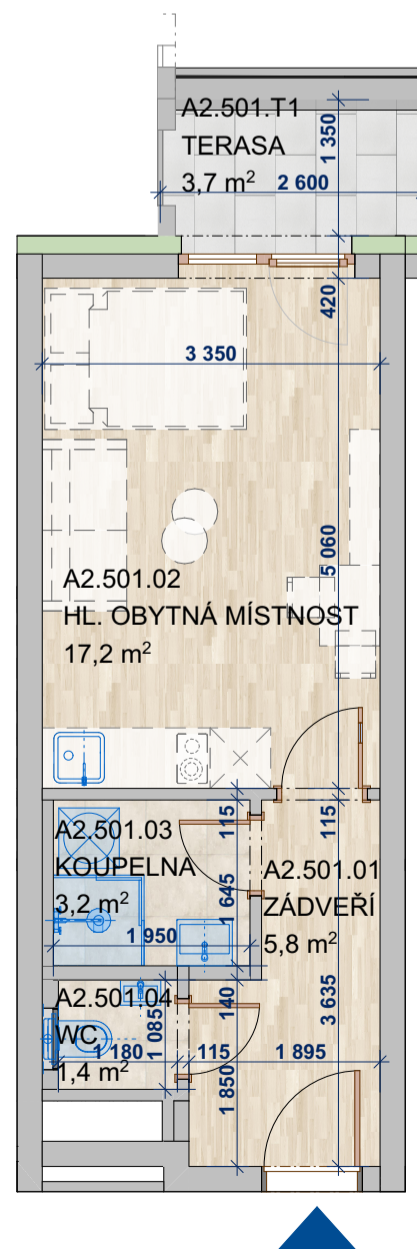 A2.501.T1
TERASA
3,7 m²
1 350
2 600
420
3 350
5 060
A2.501.02
HL. OBYTNÁ MÍSTNOST
17,2 m²
115
115
A2.501.03
KOUPELNA
3,2 m²
1 645
1 950
A2.501.01
ZÁDVEŘÍ
5,8 m²
3 635
140
A2.501.04
WC
1,4 m²
1 085
1 180
115
1 895
1 850